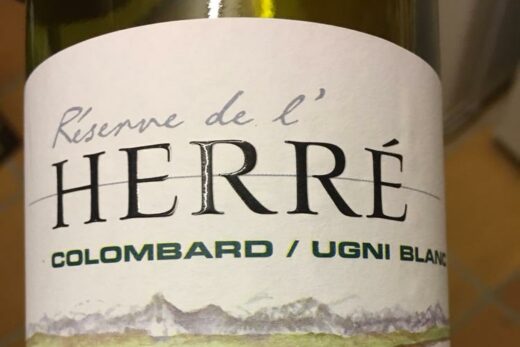 Réserve de l'
HERRÉ
COLOMBARD / UGNI BLANC